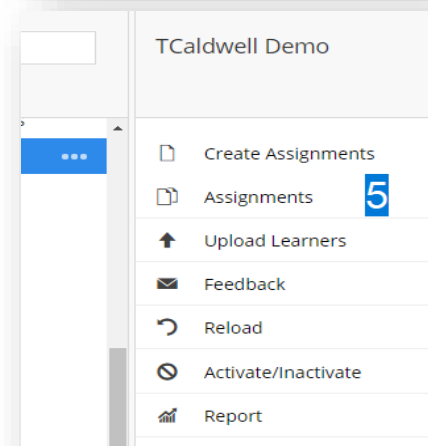 TCaldwell Demo
Create Assignments
Assignments 5
Upload Learners
Feedback
Reload
Activate/Inactivate
Report